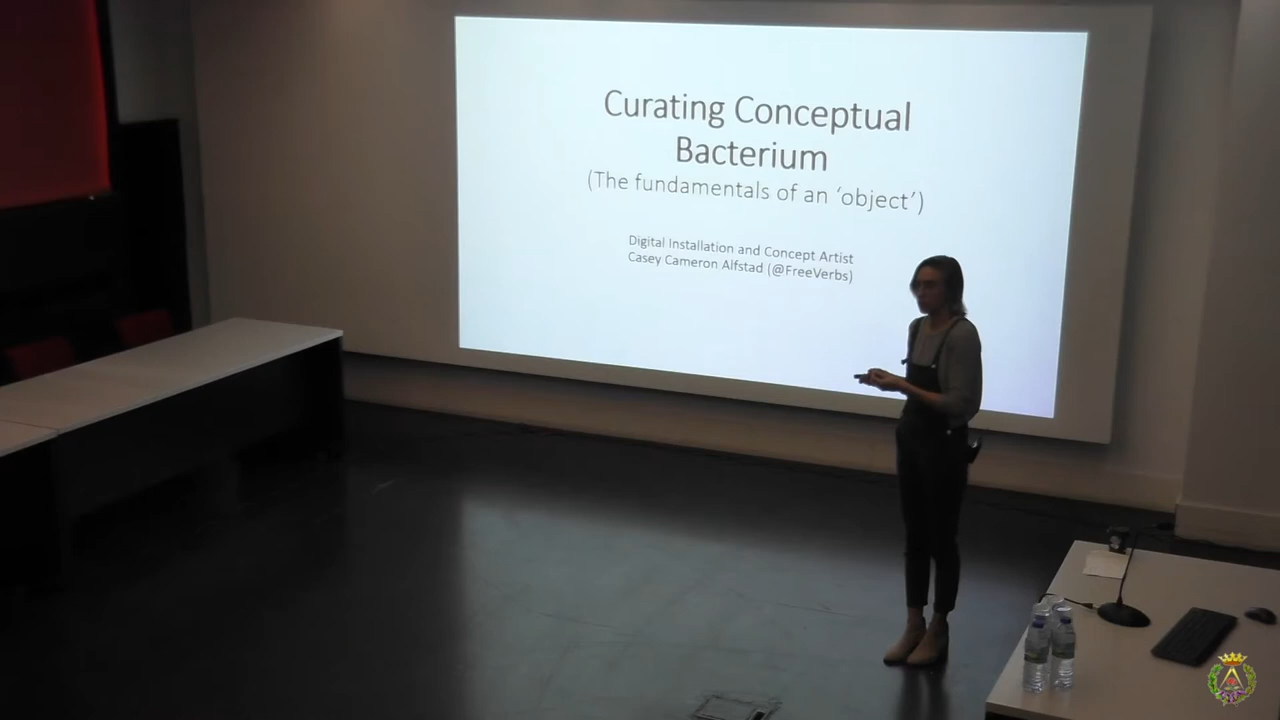 Curating Conceptual
Bacterium
(The fundamentals of an ‘object’)
Digital Installation and Concept Artist
Casey Cameron Alfstad (@FreeVerbs)